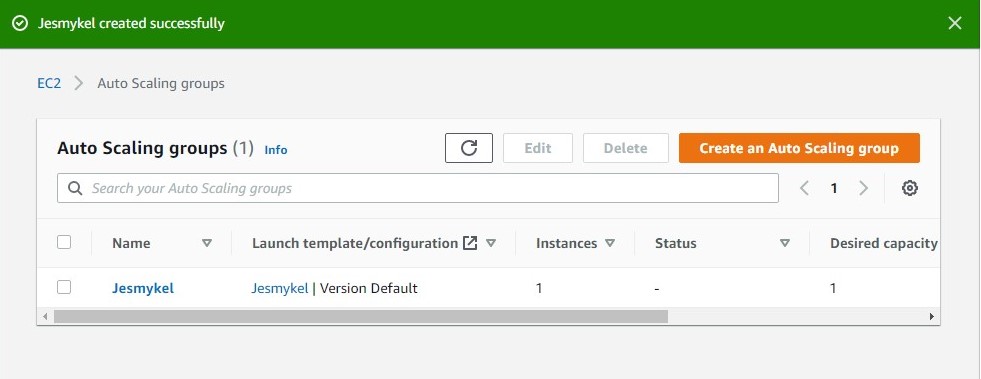 Jesmykel created successfully
EC2 > Auto Scaling groups
Auto Scaling groups (1) Info
Edit
Delete
Create an Auto Scaling group
Search your Auto Scaling groups
1
Name Launch template/configuration Instances Status Desired capacity
Jesmykel Jesmykel | Version Default 1 - 1